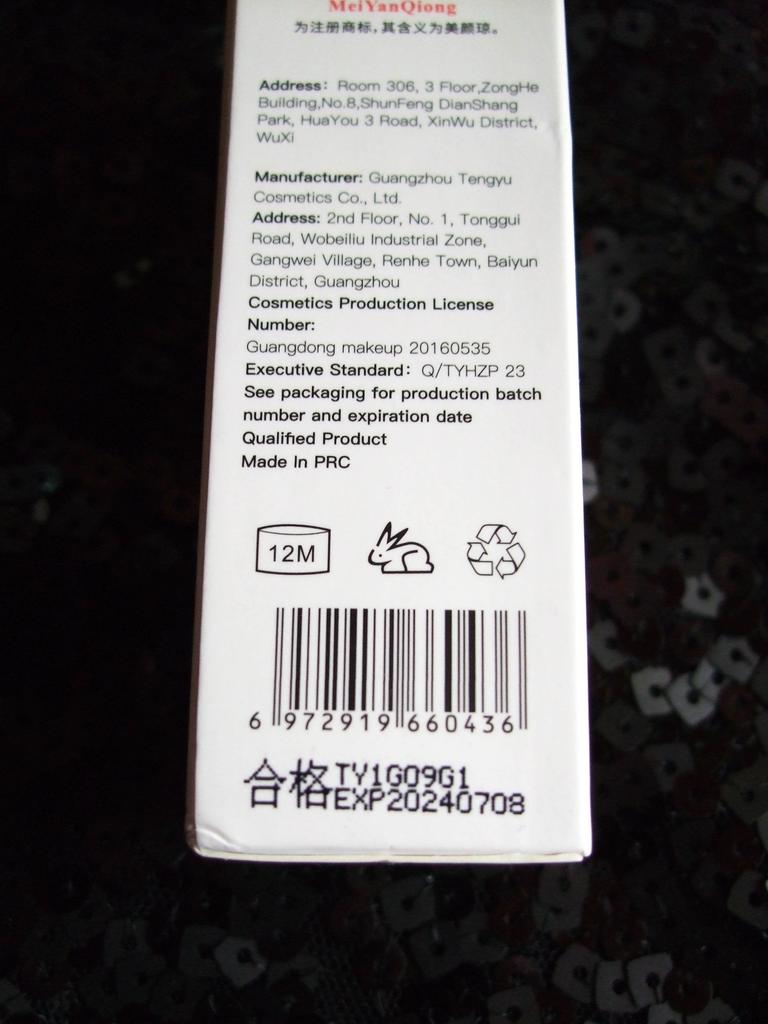 MeiYanQiong
为注册商标，其含义为美颜琼。
Address：Room 306, 3 Floor,ZongHe
Building,No.8,ShunFeng DianShang
Park, HuaYou 3 Road, XinWu District,
WuXi
Manufacturer: Guangzhou Tengyu
Cosmetics Co., Ltd.
Address: 2nd Floor, No. 1, Tonggui
Road, Wobeiliu Industrial Zone,
Gangwei Village, Renhe Town, Baiyun
District, Guangzhou
Cosmetics Production License
Number:
Guangdong makeup 20160535
Executive Standard：Q/TYHZP 23
See packaging for production batch
number and expiration date
Qualified Product
Made In PRC
12M
6 972919 660436
合格 TY1G09G1
EXP20240708